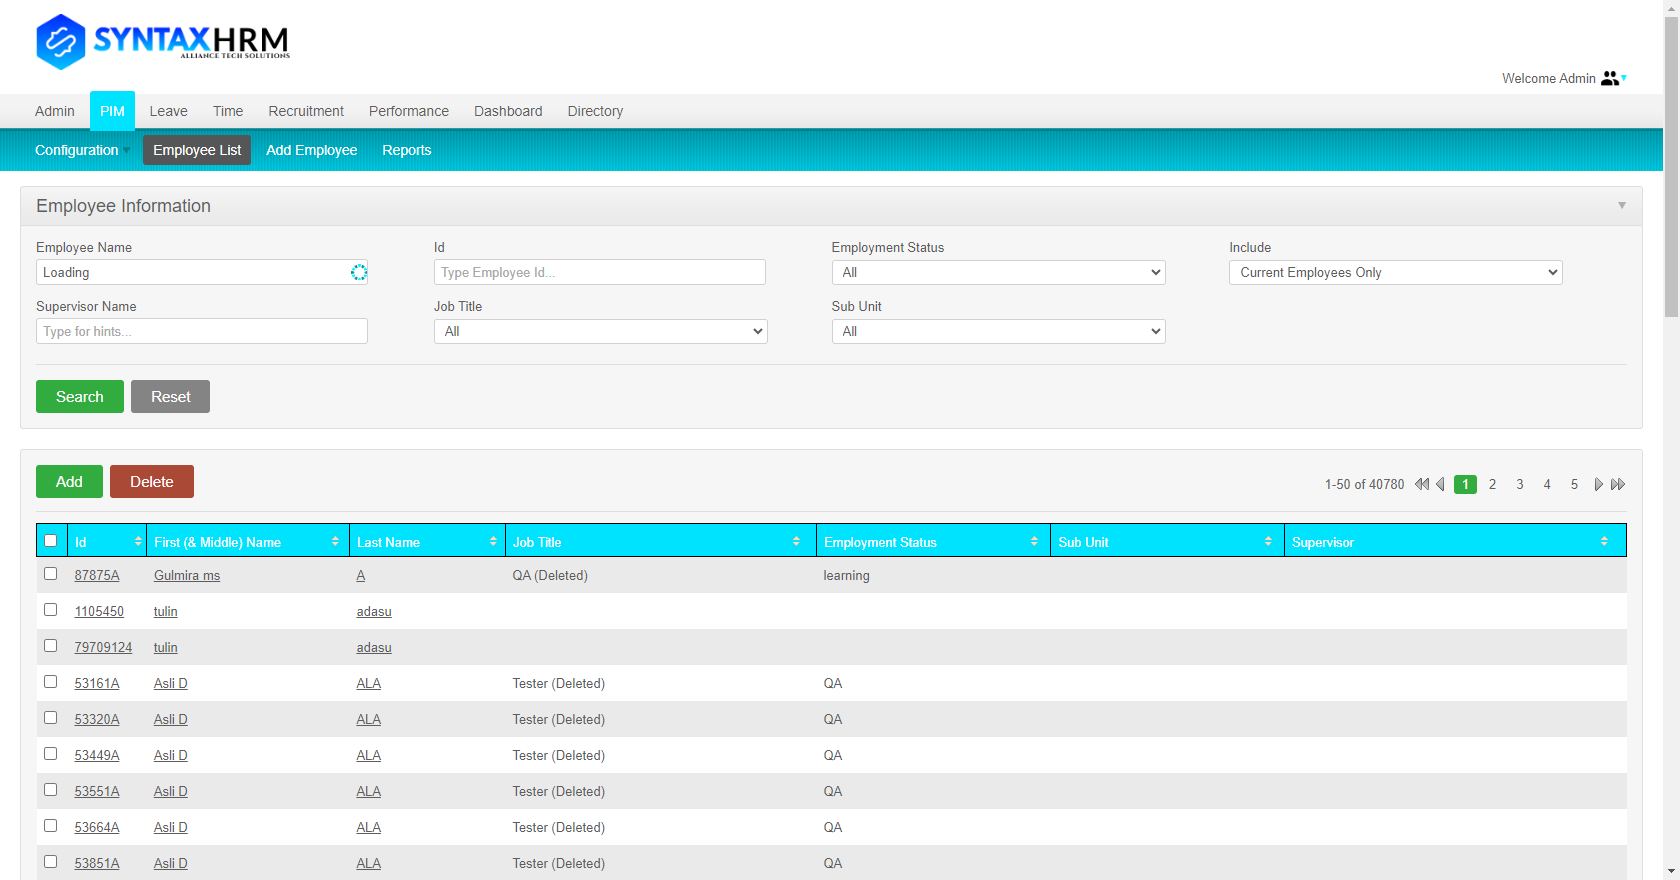 SYNTAXHRM
ALLIANCE TECH SOLUTIONS
Welcome Admin
Admin PIM Leave Time Recruitment Performance Dashboard Directory
Configuration Employee List Add Employee Reports
Employee Information
Employee Name Id Employment Status Include
Loading Type Employee Id... All Current Employees Only
Supervisor Name Job Title Sub Unit
Type for hints... All All
Search Reset
Add Delete 1-50 of 40780 1 2 3 4 5
Id First (& Middle) Name Last Name Job Title Employment Status Sub Unit Supervisor
87875A Gulmira ms A QA (Deleted) learning
1105450 tulin adasu
79709124 tulin adasu
53161A Asli D ALA Tester (Deleted) QA
53320A Asli D ALA Tester (Deleted) QA
53449A Asli D ALA Tester (Deleted) QA
53551A Asli D ALA Tester (Deleted) QA
53664A Asli D ALA Tester (Deleted) QA
53851A Asli D ALA Tester (Deleted) QA